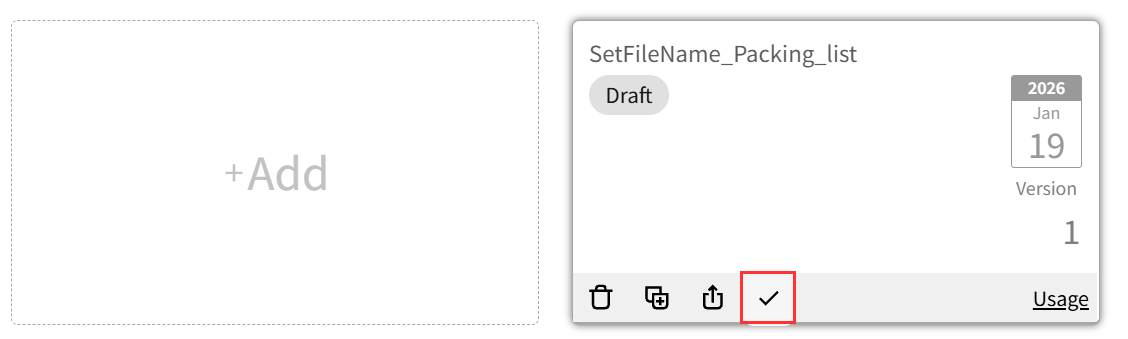 +Add
SetFileName_Packing_list
Draft
2026
Jan
19
Version
1
Usage